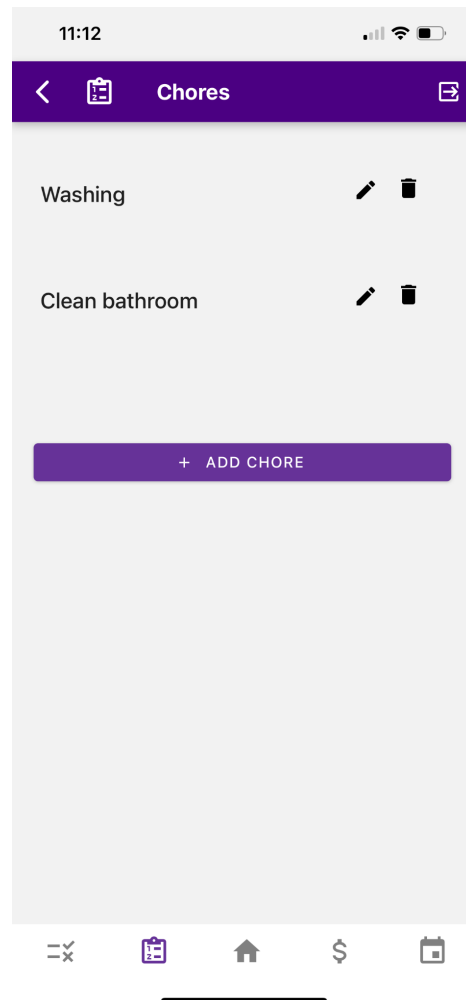 11:12
Chores
Washing
Clean bathroom
+ ADD CHORE
$